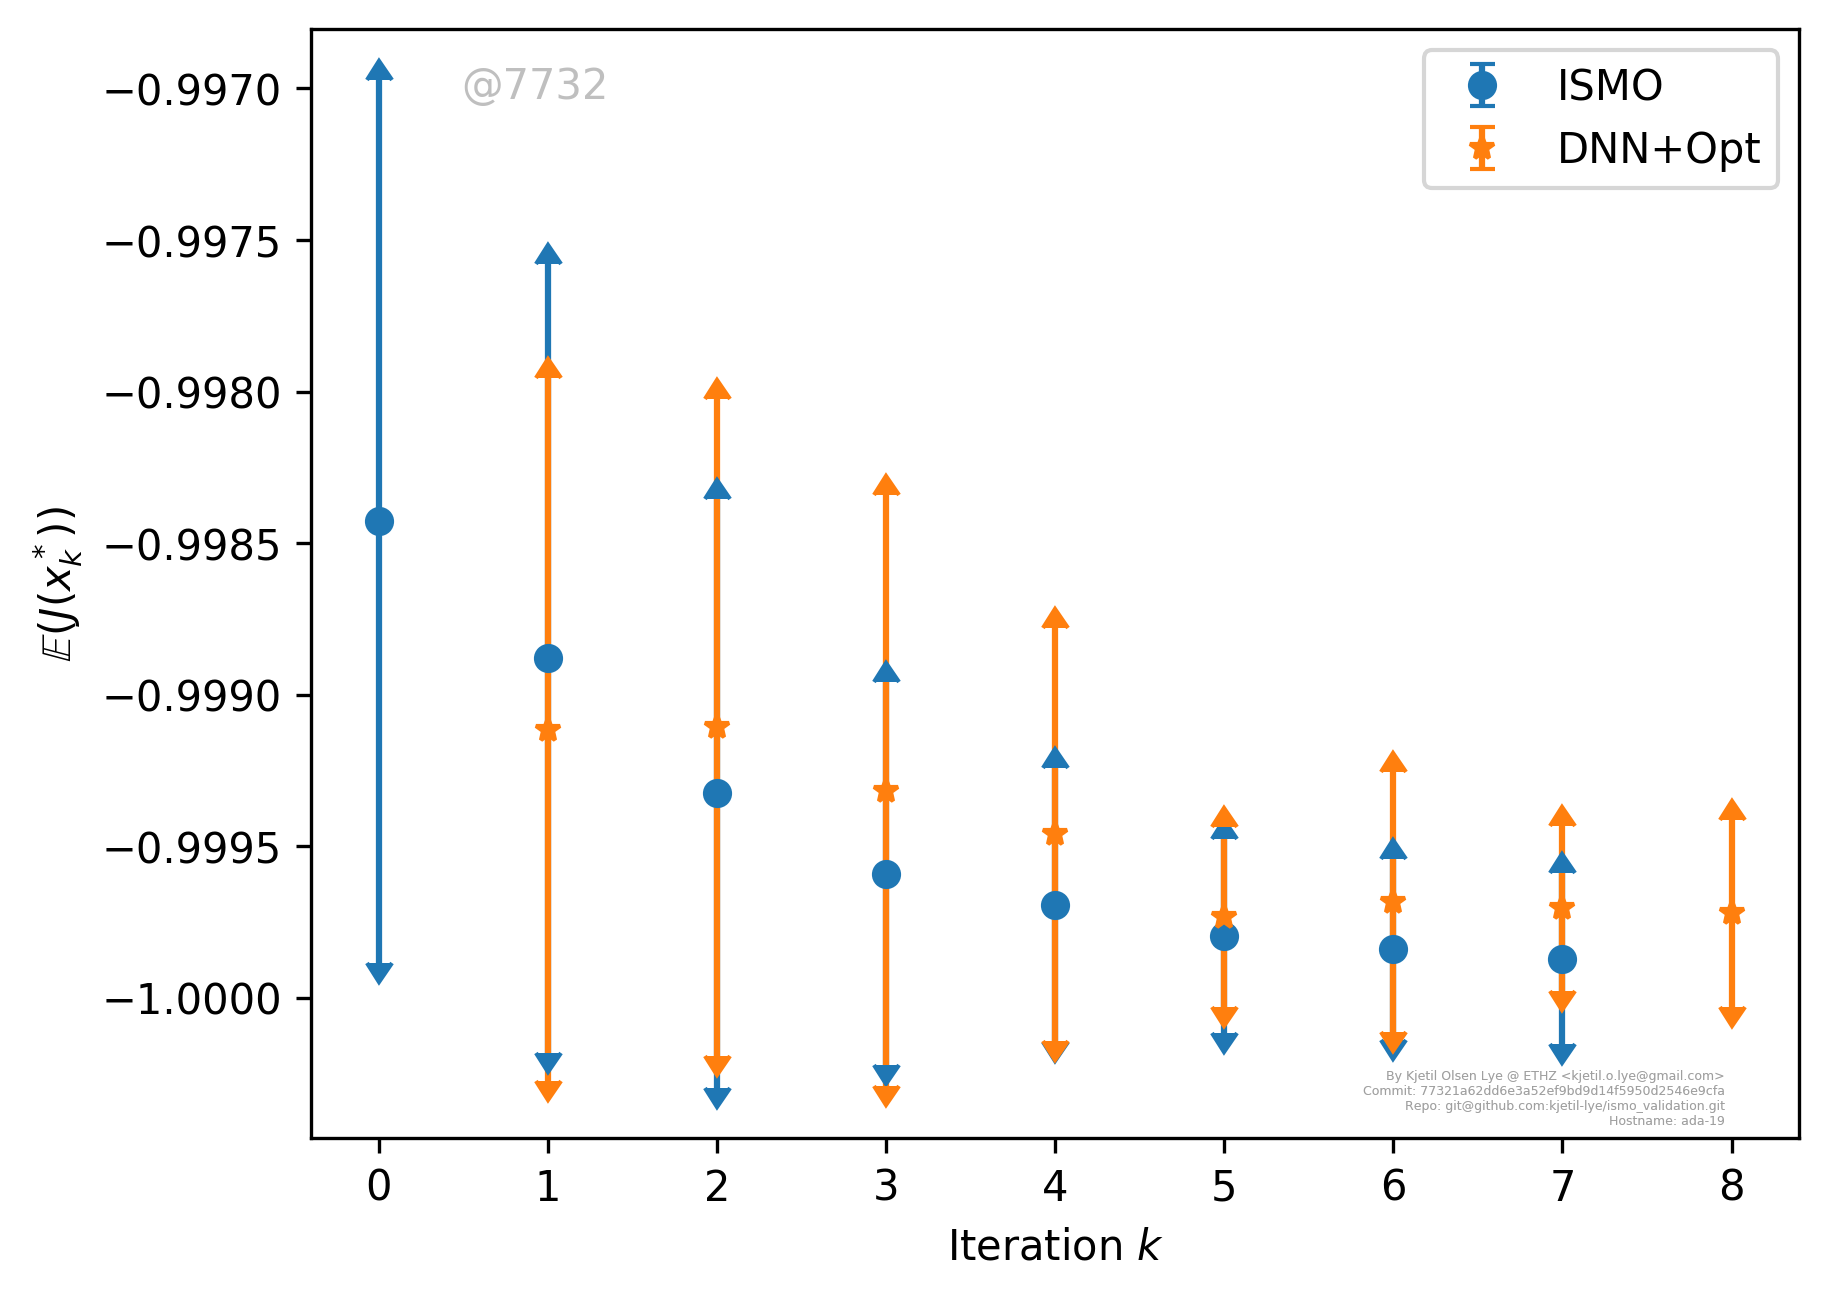 @7732
ISMO
DNN+Opt
−0.9970
−0.9975
−0.9980
−0.9985
−0.9990
−0.9995
−1.0000
𝔼(J(x*k))
By Kjetil Olsen Lye @ ETHZ <kjetil.o.lye@gmail.com>
Commit: 77321a62dd6e3a52ef9bd9d14f5950d2546e9cfa
Repo: git@github.com:kjetil-lye/ismo_validation.git
Hostname: ada-19
0 1 2 3 4 5 6 7 8
Iteration k